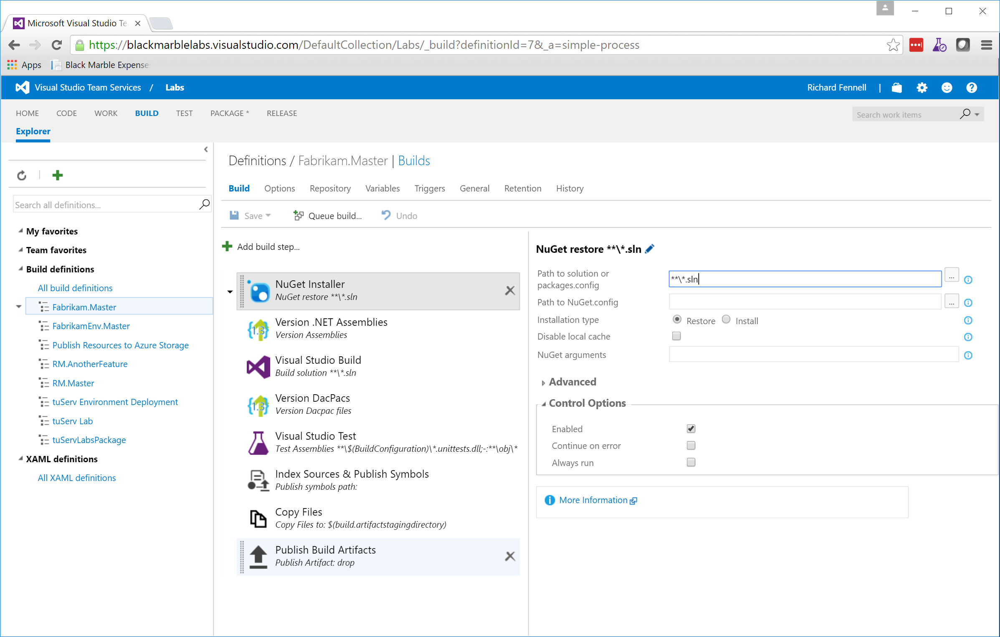 Microsoft Visual Studio Te
https://blackmarblelabs.visualstudio.com/DefaultCollection/Labs/_build?definitionId=7&_a=simple-process
Apps Black Marble Expense
Visual Studio Team Services / Labs Richard Fennell |
HOME CODE WORK BUILD TEST PACKAGE * RELEASE Search work items
Explorer
Definitions / Fabrikam.Master | Builds
Build Options Repository Variables Triggers General Retention History
Search all definitions...
Save Queue build... Undo
My favorites
Team favorites
Build definitions
All build definitions
Fabrikam.Master
FabrikamEnv.Master
Publish Resources to Azure Storage
RM.AnotherFeature
RM.Master
tuServ Environment Deployment
tuServ Lab
tuServLabsPackage
XAML definitions
All XAML definitions
Add build step...
NuGet Installer
NuGet restore **\*.sln
Version .NET Assemblies
Version Assemblies
Visual Studio Build
Build solution **\*.sln
Version DacPacs
Version Dacpac files
Visual Studio Test
Test Assemblies **\$(BuildConfiguration)\*.unittests.dll;-:**\obj\*
Index Sources & Publish Symbols
Publish symbols path:
Copy Files
Copy Files to: $(build.artifactstagingdirectory)
Publish Build Artifacts
Publish Artifact: drop
NuGet restore **\*.sln
Path to solution or
packages.config
**\*.sln
...
Path to NuGet.config
...
Installation type Restore Install
Disable local cache
NuGet arguments
Advanced
Control Options
Enabled
Continue on error
Always run
More Information